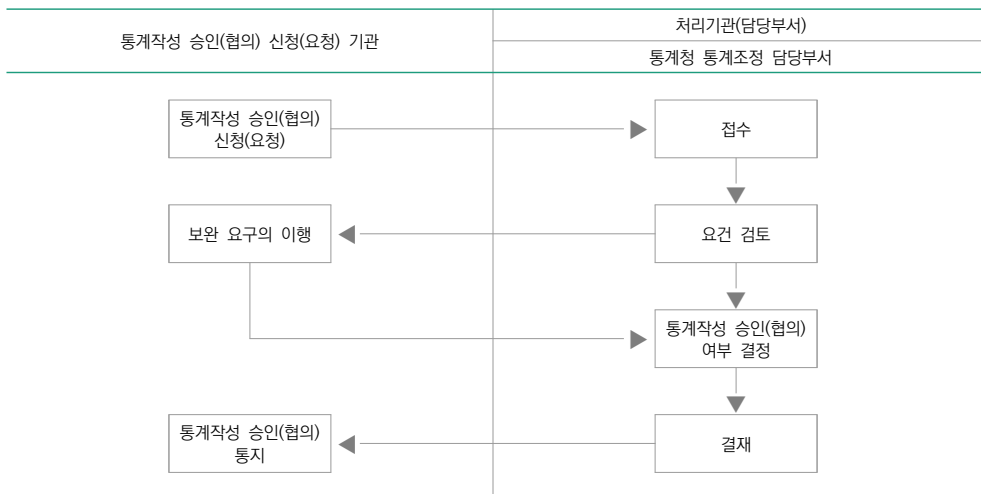 통계작성 승인(협의) 신청(요청) 기관
처리기관(담당부서)
통계청 통계조정 담당부서
통계작성 승인(협의)
신청(요청)
접수
보완 요구의 이행
요건 검토
통계작성 승인(협의)
여부 결정
통계작성 승인(협의)
통지
결재